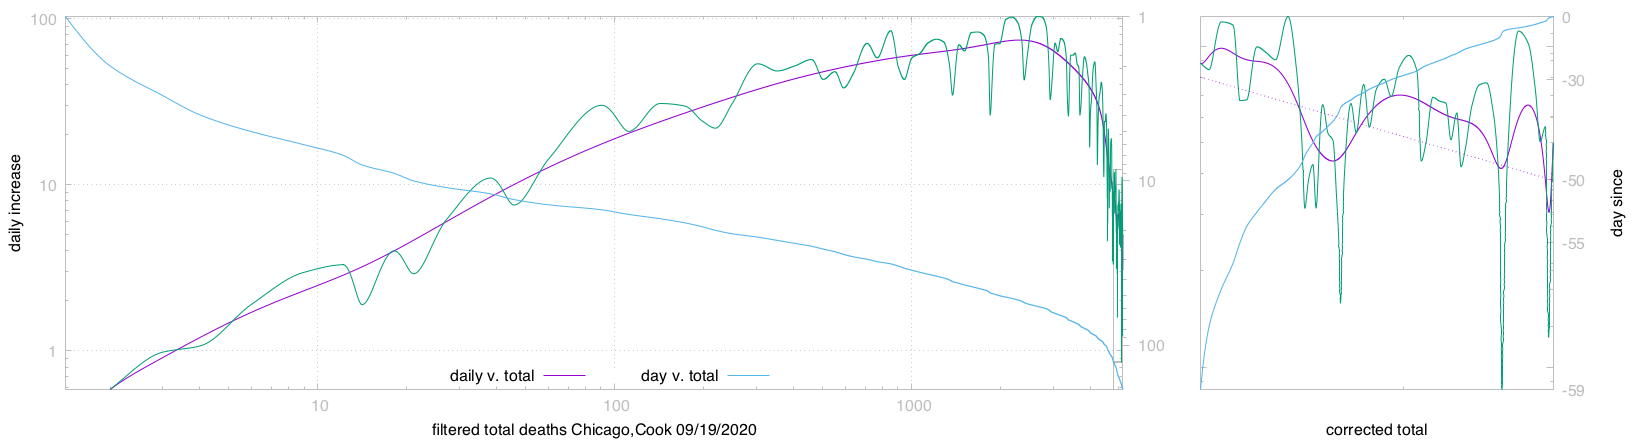 100
10
1
daily increase
10
100
1000
1
10
100
daily v. total
day v. total
filtered total deaths Chicago,Cook 09/19/2020
0
-30
-50
-55
-59
day since
corrected total